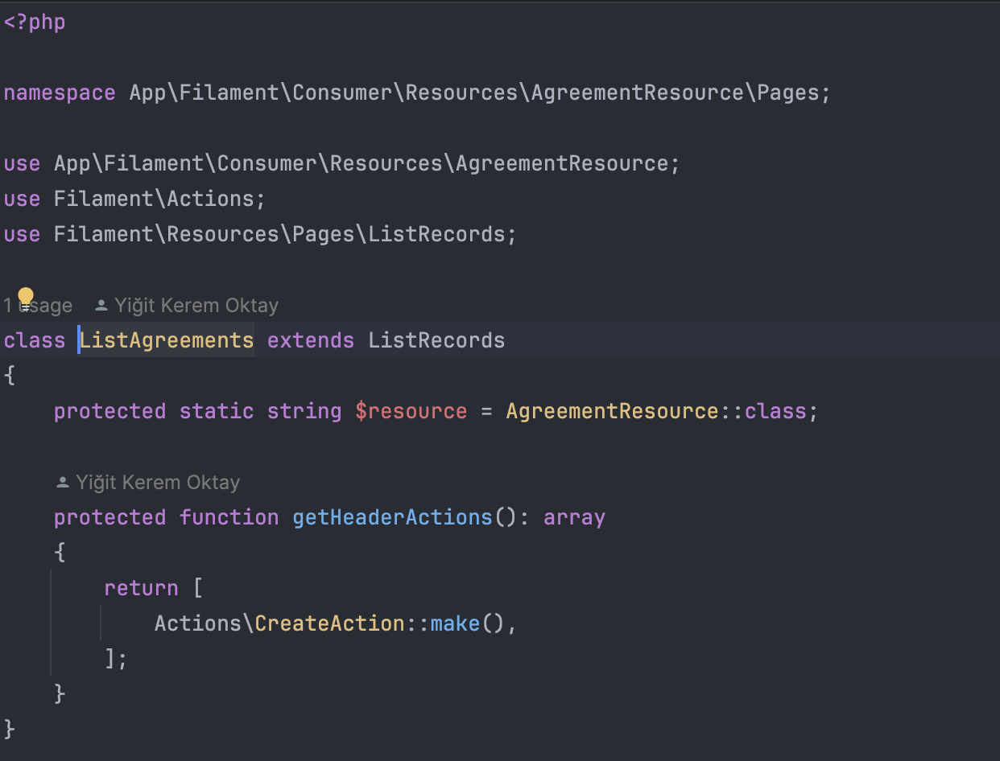 <?php
namespace App\Filament\Consumer\Resources\AgreementResource\Pages;
use App\Filament\Consumer\Resources\AgreementResource;
use Filament\Actions;
use Filament\Resources\Pages\ListRecords;
1 usage Yiğit Kerem Oktay
class ListAgreements extends ListRecords
{
    protected static string $resource = AgreementResource::class;
    Yiğit Kerem Oktay
    protected function getHeaderActions(): array
    {
        return [
            Actions\CreateAction::make(),
        ];
    }
}